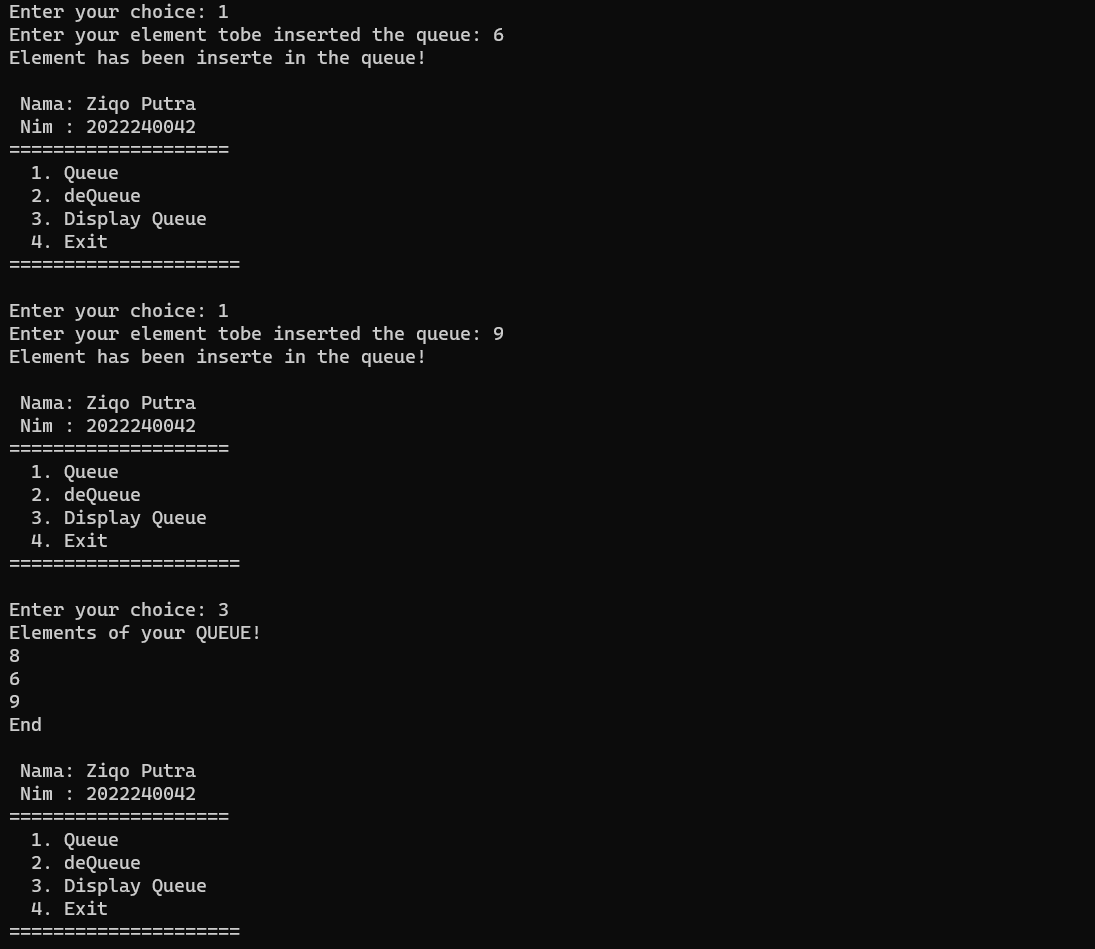 Enter your choice: 1
Enter your element tobe inserted the queue: 6
Element has been inserte in the queue!
Nama: Ziqo Putra
Nim : 2022240042
====================
1. Queue
2. deQueue
3. Display Queue
4. Exit
=====================
Enter your choice: 1
Enter your element tobe inserted the queue: 9
Element has been inserte in the queue!
Nama: Ziqo Putra
Nim : 2022240042
====================
1. Queue
2. deQueue
3. Display Queue
4. Exit
=====================
Enter your choice: 3
Elements of your QUEUE!
8
6
9
End
Nama: Ziqo Putra
Nim : 2022240042
====================
1. Queue
2. deQueue
3. Display Queue
4. Exit
=====================